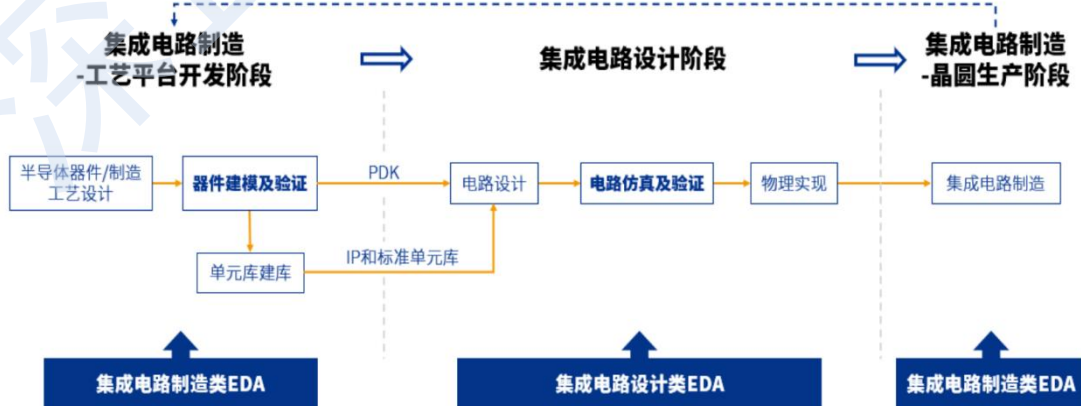 集成电路制造
-工艺平台开发阶段
集成电路设计阶段
集成电路制造
-晶圆生产阶段
半导体器件/制造
工艺设计
器件建模及验证
PDK
电路设计
电路仿真及验证
物理实现
集成电路制造
单元库建库
IP和标准单元库
集成电路制造类EDA
集成电路设计类EDA
集成电路制造类EDA